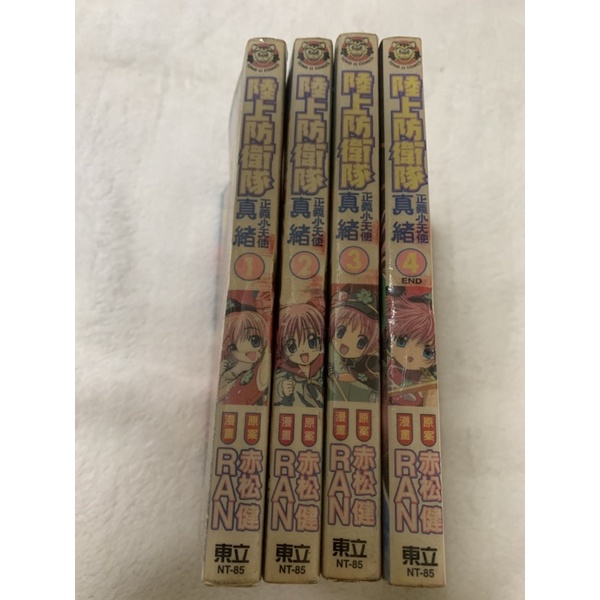 陸上防衛隊
正義小天使
真緒
1
原案
漫畫
赤松健
RAN
東立
NT-85
陸上防衛隊
正義小天使
真緒
2
原案
漫畫
赤松健
RAN
東立
NT-85
陸上防衛隊
正義小天使
真緒
3
原案
漫畫
赤松健
RAN
東立
NT-85
陸上防衛隊
正義小天使
真緒
4
END
原案
漫畫
赤松健
RAN
東立
NT-85